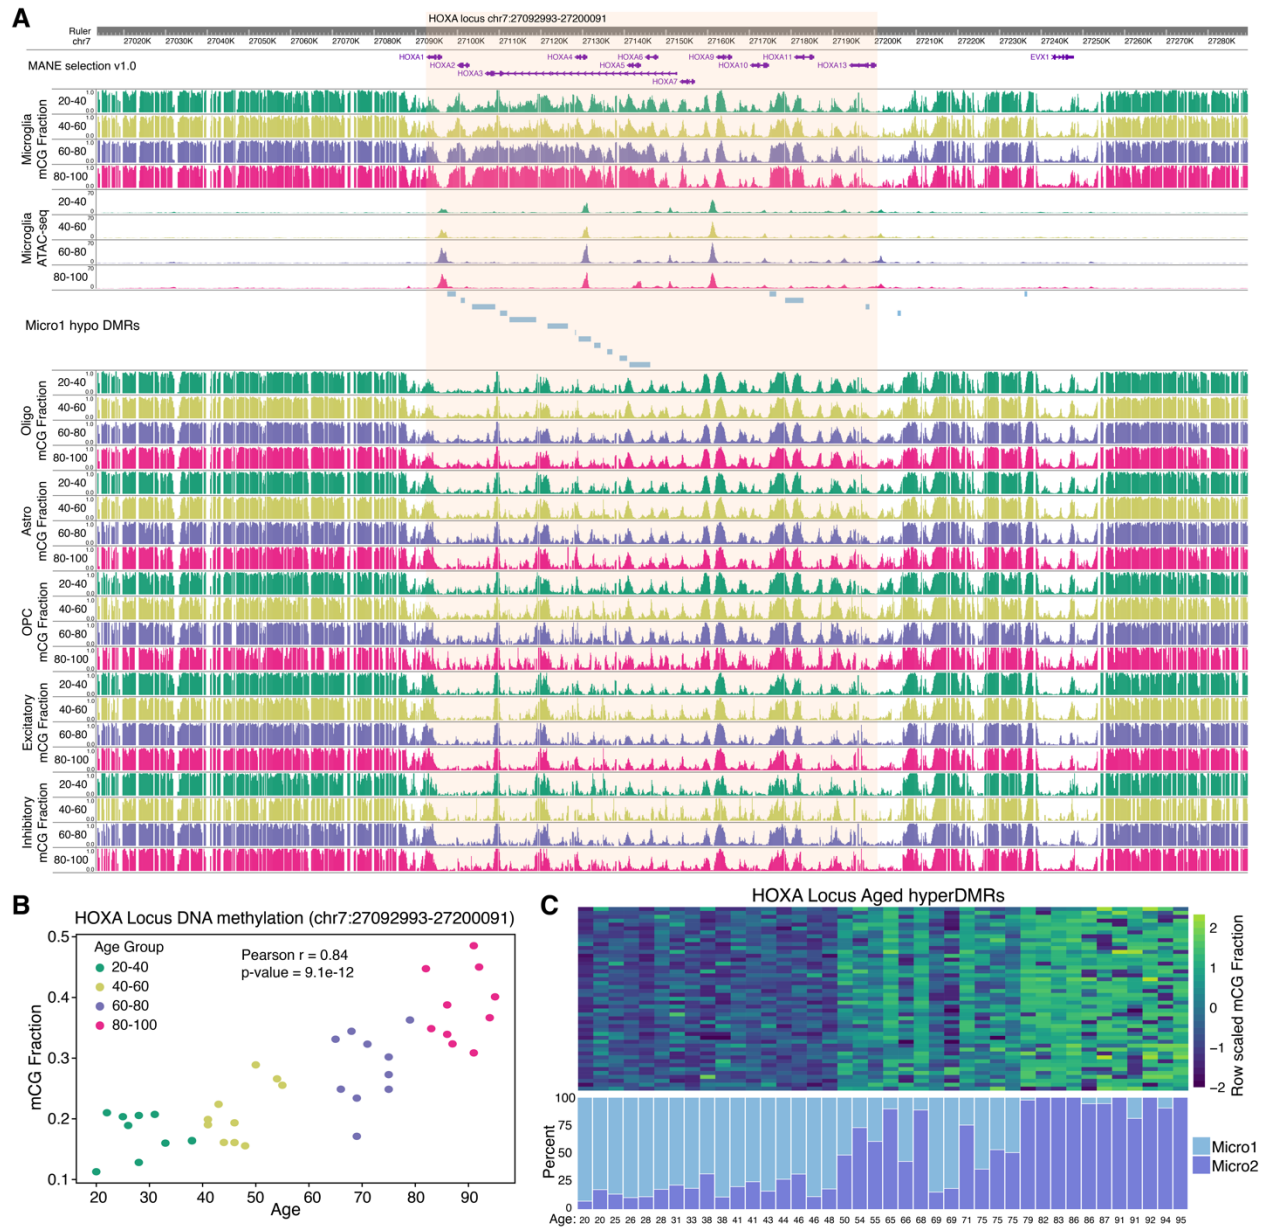 A
HOXA locus chr7:27092993-27200091
Ruler
chr7
27020K 27030K 27040K 27050K 27060K 27070K 27080K 27090K 27100K 27110K 27120K 27130K 27140K 27150K 27160K 27170K 27180K 27190K 27200K 27210K 27220K 27230K 27240K 27250K 27260K 27270K 27280K
MANE selection v1.0
HOXA1 HOXA4 HOXA6 HOXA9 HOXA11 EVX1
HOXA2 HOXA5 HOXA10 HOXA13
HOXA3
HOXA7
Microglia
mCG Fraction
20-40
40-60
60-80
80-100
Microglia
ATAC-seq
20-40
40-60
60-80
80-100
Micro1 hypo DMRs
Oligo
mCG Fraction
20-40
40-60
60-80
80-100
Astro
mCG Fraction
20-40
40-60
60-80
80-100
OPC
mCG Fraction
20-40
40-60
60-80
80-100
Excitatory
mCG Fraction
20-40
40-60
60-80
80-100
Inhibitory
mCG Fraction
20-40
40-60
60-80
80-100
B
HOXA Locus DNA methylation (chr7:27092993-27200091)
mCG Fraction
0.5
0.4
0.3
0.2
0.1
Age Group
20-40
40-60
60-80
80-100
Pearson r = 0.84
p-value = 9.1e-12
20 30 40 50 60 70 80 90
Age
C
HOXA Locus Aged hyperDMRs
2
1
0
−1
−2
Row scaled mCG Fraction
Percent
100
75
50
25
0
Micro1
Micro2
Age: 20 20 25 26 28 28 31 33 38 38 41 41 43 44 46 46 48 50 54 55 65 66 68 69 69 71 75 75 75 79 82 83 86 86 87 91 91 92 94 95